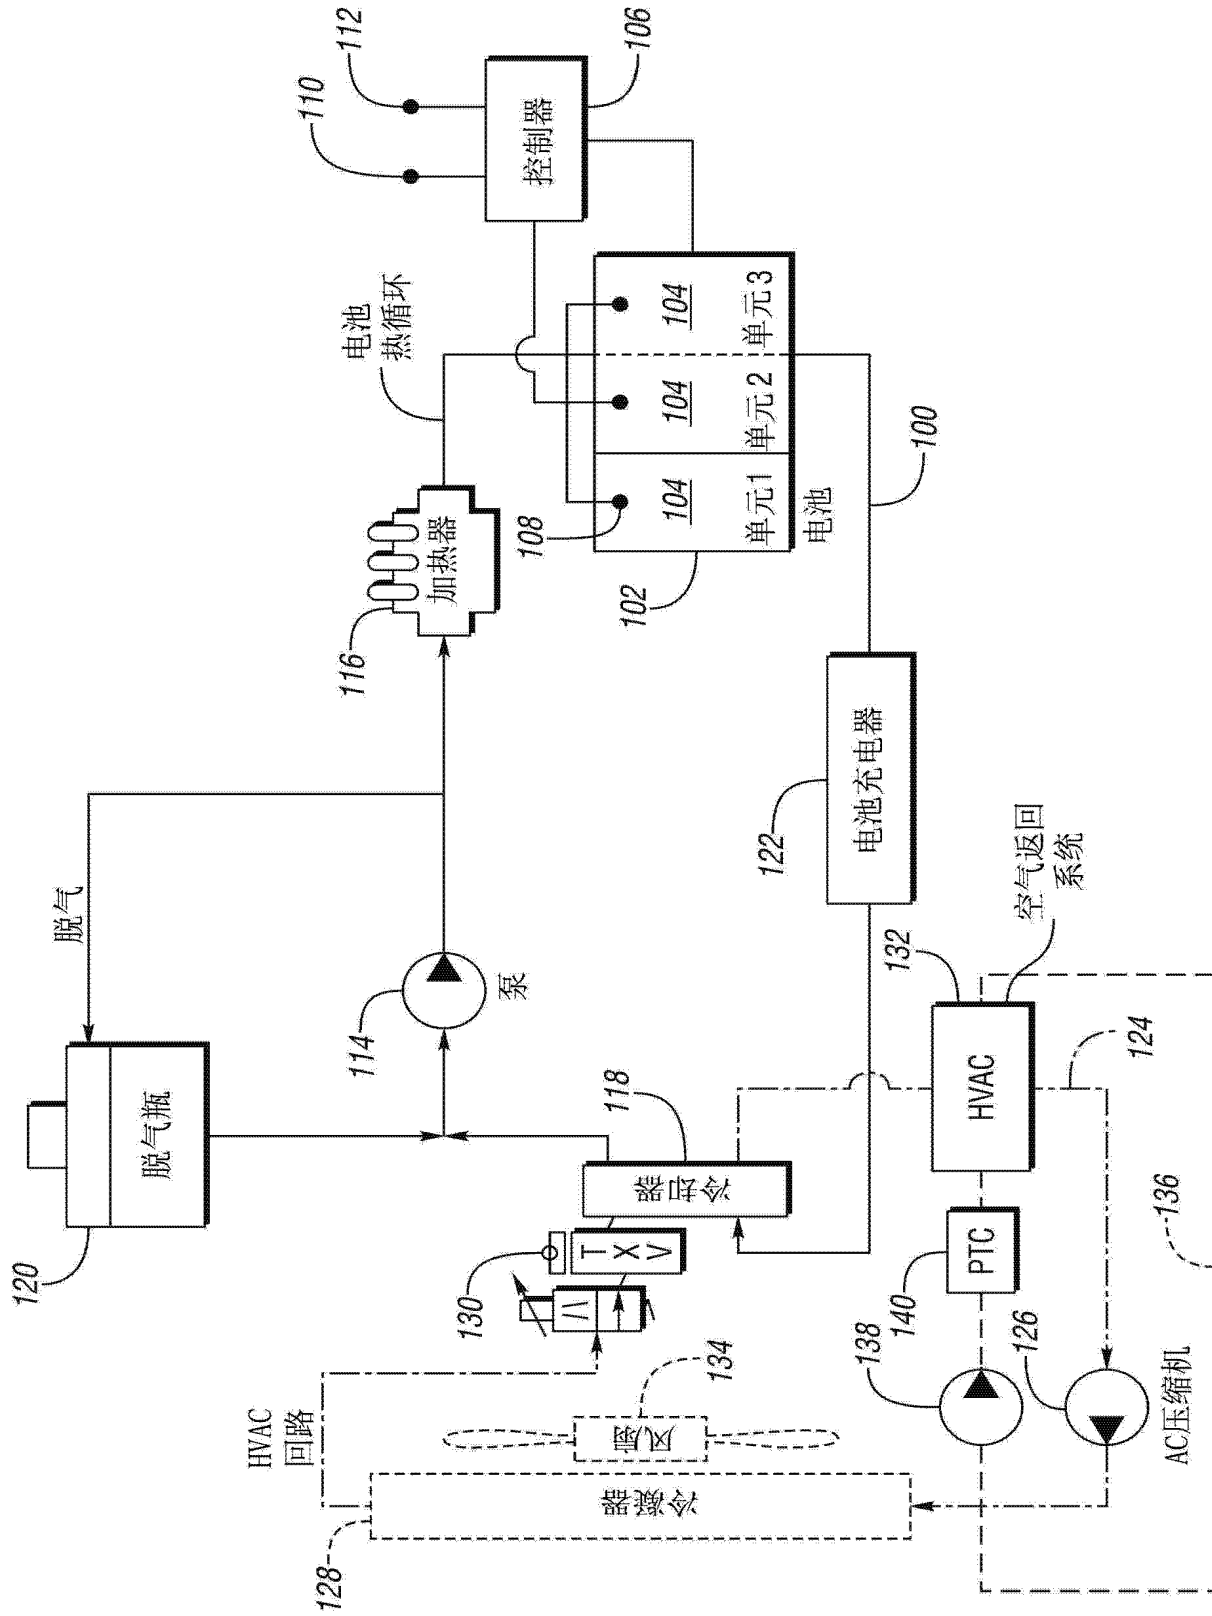 120
脱气瓶
脱气
114
泵
116
加热器
电池
热循环
110
112
控制器
106
108
104
104
104
单元1
单元2
单元3
102
电池
100
122
电池充电器
118
冷却器
130
TXV
HVAC
回路
134
风扇
128
冷凝器
132
HVAC
空气返回
系统
124
140
PTC
138
126
AC压缩机
136